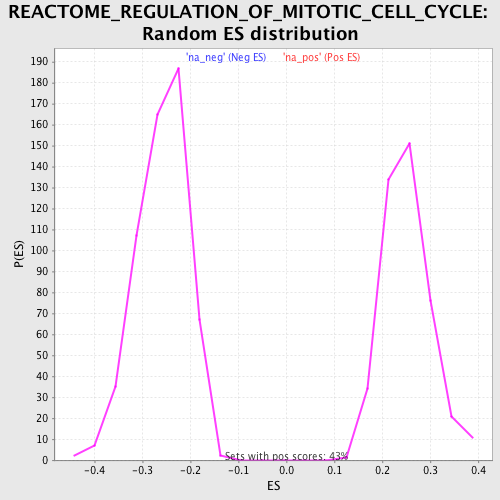 REACTOME_REGULATION_OF_MITOTIC_CELL_CYCLE:
Random ES distribution
'na_neg' (Neg ES) 'na_pos' (Pos ES)
190
180
170
160
150
140
130
120
110
100
90
80
70
60
50
40
30
20
10
0
P(ES)
Sets with pos scores: 43%
-0.4 -0.3 -0.2 -0.1 0.0 0.1 0.2 0.3 0.4
ES